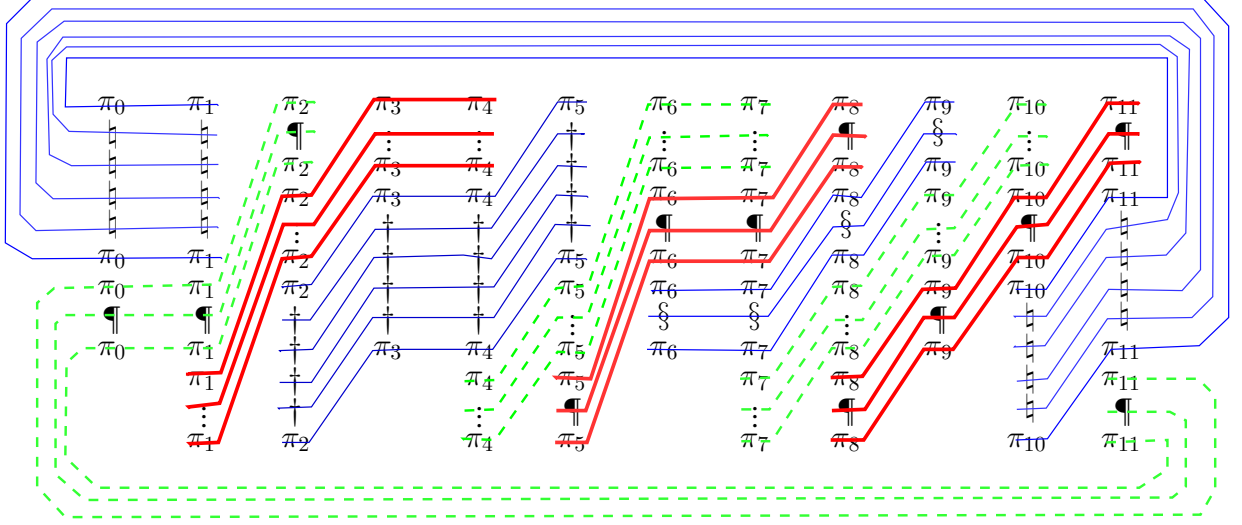 π₀ π₁ π₂ π₃ π₄ π₅ π₆ π₇ π₈ π₉ π₁₀ π₁₁
♮ ♮ ¶ ⋮ ⋮ † ⋮ ⋮ ¶ § ⋮ ¶
♮ ♮ π₂ π₃ π₄ † π₆ π₇ π₈ π₉ π₁₀ π₁₁
♮ ♮ π₂ π₃ π₄ † π₆ π₇ π₈ π₉ π₁₀ π₁₁
♮ ♮ ⋮ † † † ¶ ¶ § ⋮ ¶ ♮
π₀ π₁ π₂ † † π₅ π₆ π₇ π₈ π₉ π₁₀ ♮
π₀ π₁ π₂ † † π₅ π₆ π₇ π₈ π₉ π₁₀ ♮
¶ ¶ † † † ⋮ § § ⋮ ¶ ♮ ♮
π₀ π₁ † π₃ π₄ π₅ π₆ π₇ π₈ π₉ ♮ π₁₁
π₁ † π₄ π₅ π₇ π₈ ♮ π₁₁
⋮ † ⋮ ¶ ⋮ ¶ ♮ ¶
π₁ π₂ π₄ π₅ π₇ π₈ π₁₀ π₁₁